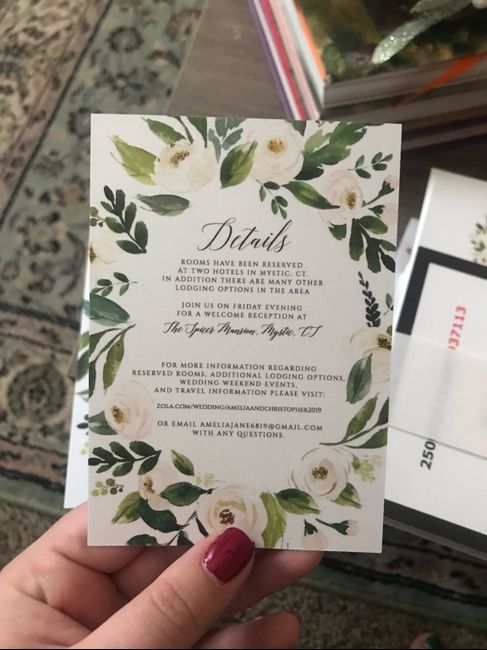 Details
ROOMS HAVE BEEN RESERVED
AT TWO HOTELS IN MYSTIC, CT.
IN ADDITION THERE ARE MANY OTHER
LODGING OPTIONS IN THE AREA
JOIN US ON FRIDAY EVENING
FOR A WELCOME RECEPTION AT
The Spicer Mansion, Mystic, CT
FOR MORE INFORMATION REGARDING
RESERVED ROOMS, ADDITIONAL LODGING OPTIONS,
WEDDING WEEKEND EVENTS,
AND TRAVEL INFORMATION PLEASE VISIT:
ZOLA.COM/WEDDING/AMELIAANDCHRISTOPHER2019
OR EMAIL AMELIAJANE6819@GMAIL.COM
WITH ANY QUESTIONS.
37113
250